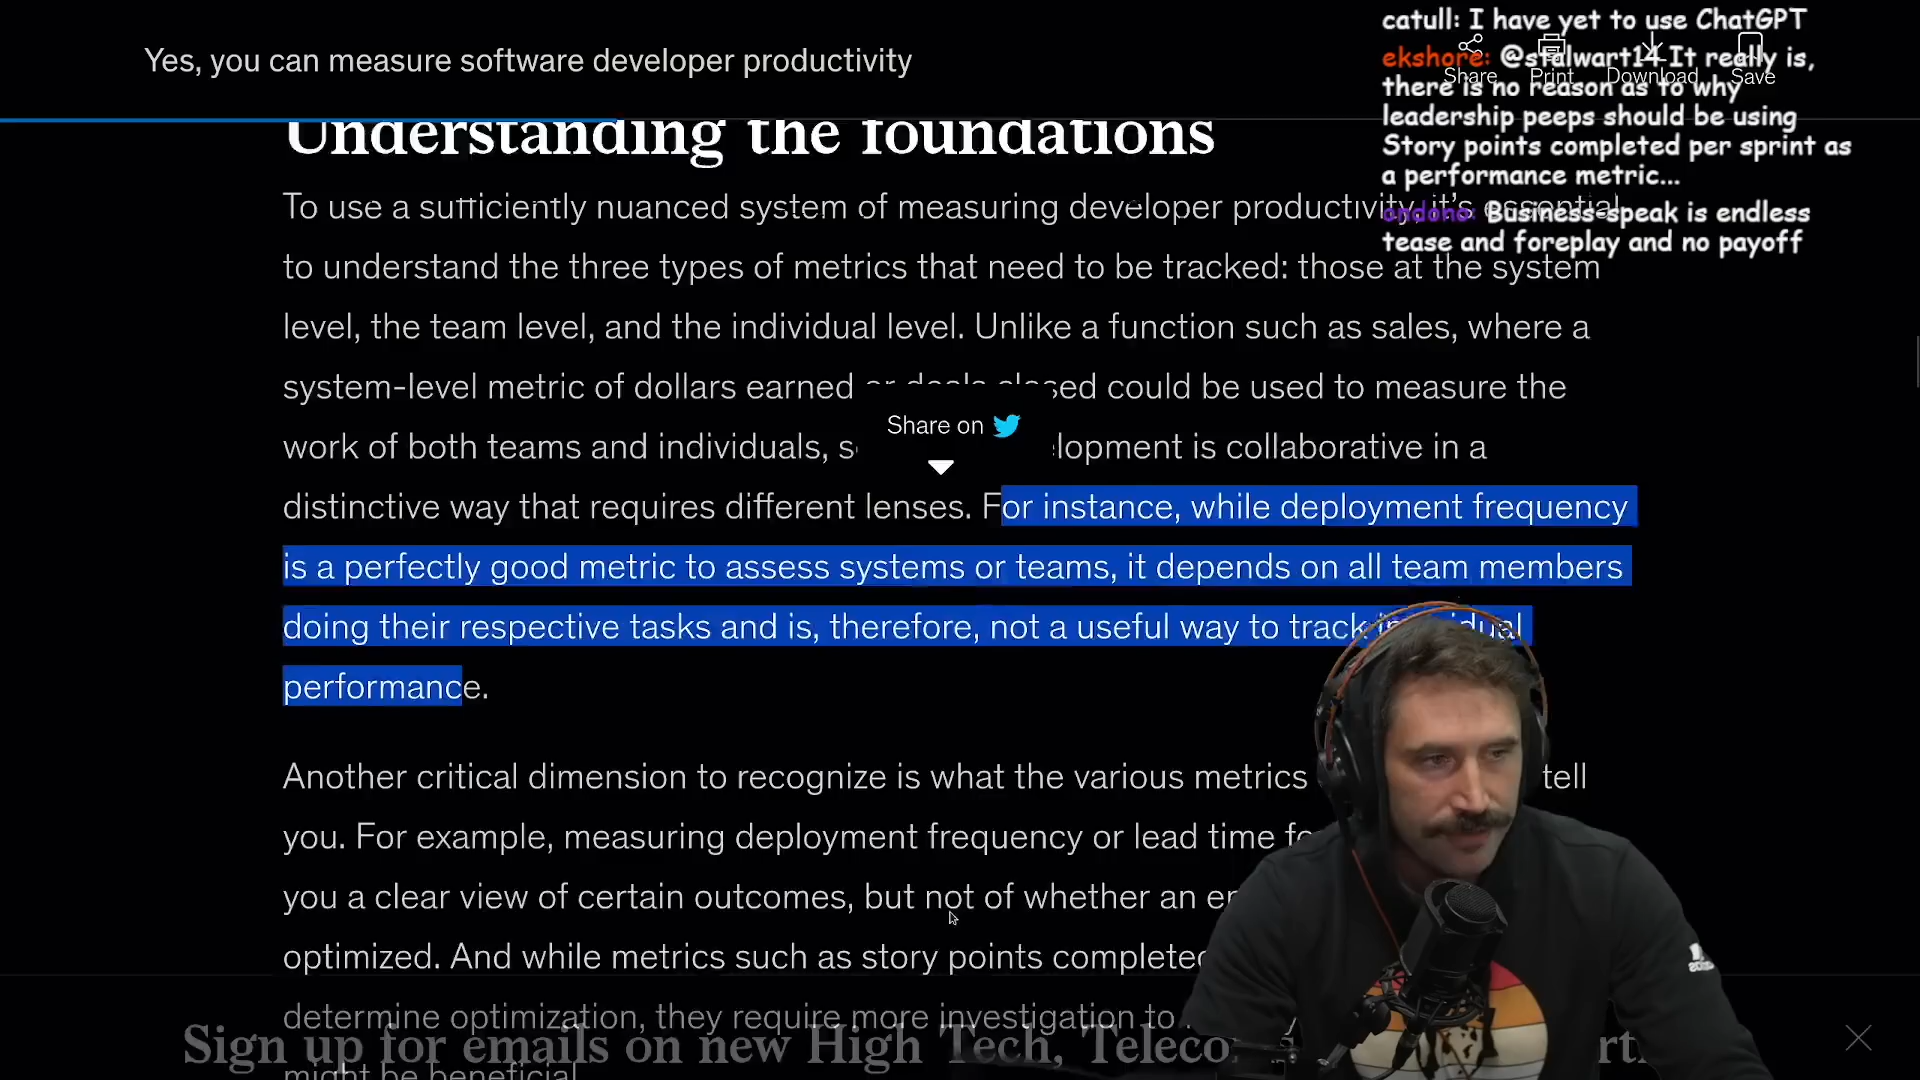 Yes, you can measure software developer productivity
Share Print Download Save
catull: I have yet to use ChatGPT
ekshore: @stalwart14 It really is,
there is no reason as to why
leadership peeps should be using
Story points completed per sprint as
a performance metric...
ondono: Business-speak is endless
tease and foreplay and no payoff
Understanding the foundations
To use a sufficiently nuanced system of measuring developer productivity, it's essential
to understand the three types of metrics that need to be tracked: those at the system
level, the team level, and the individual level. Unlike a function such as sales, where a
system-level metric of dollars earned or deals closed could be used to measure the
work of both teams and individuals, lopment is collaborative in a
Share on
distinctive way that requires different lenses. For instance, while deployment frequency
is a perfectly good metric to assess systems or teams, it depends on all team members
doing their respective tasks and is, therefore, not a useful way to track individual
performance.
Another critical dimension to recognize is what the various metrics tell
you. For example, measuring deployment frequency or lead time
you a clear view of certain outcomes, but not of whether an
optimized. And while metrics such as story points completed
determine optimization, they require more investigation to
might be beneficial
Sign up for emails on new High Tech,